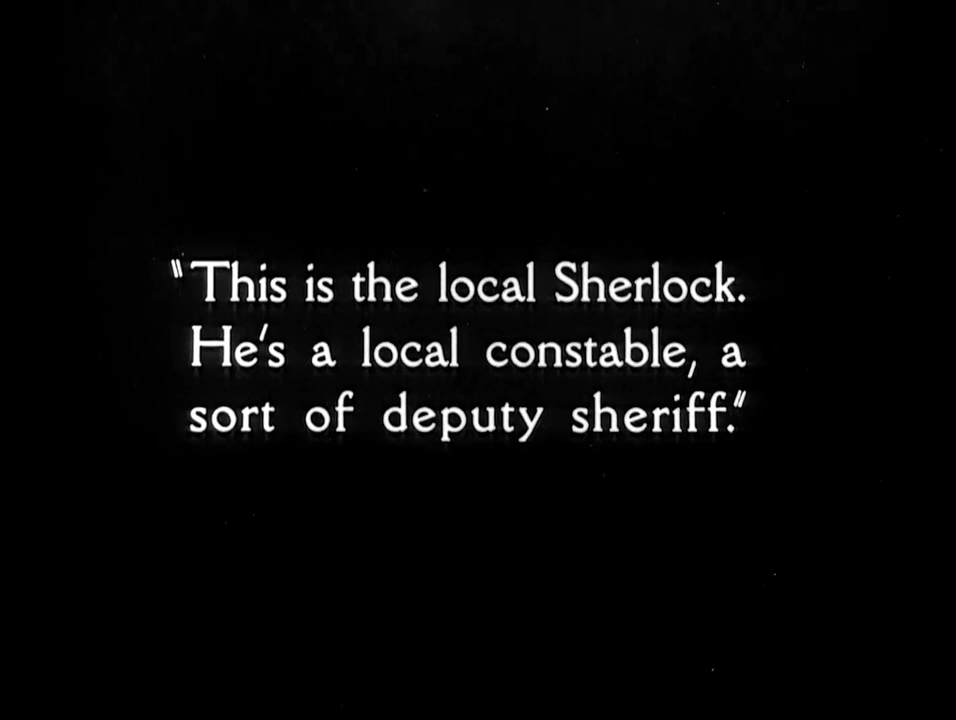 "This is the local Sherlock.
He's a local constable, a
sort of deputy sheriff."